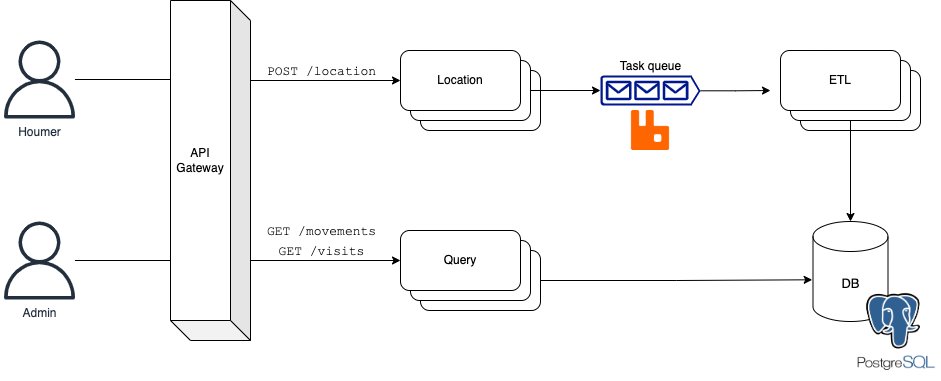 Houmer
Admin
API
Gateway
POST /location
GET /movements
GET /visits
Location
Query
Task queue
ETL
DB
PostgreSQL